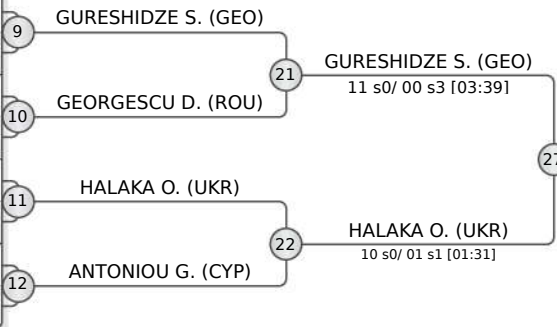 9
GURESHIDZE S. (GEO)
21
GURESHIDZE S. (GEO)
11 s0/ 00 s3 [03:39]
10
GEORGESCU D. (ROU)
27
11
HALAKA O. (UKR)
22
HALAKA O. (UKR)
10 s0/ 01 s1 [01:31]
12
ANTONIOU G. (CYP)